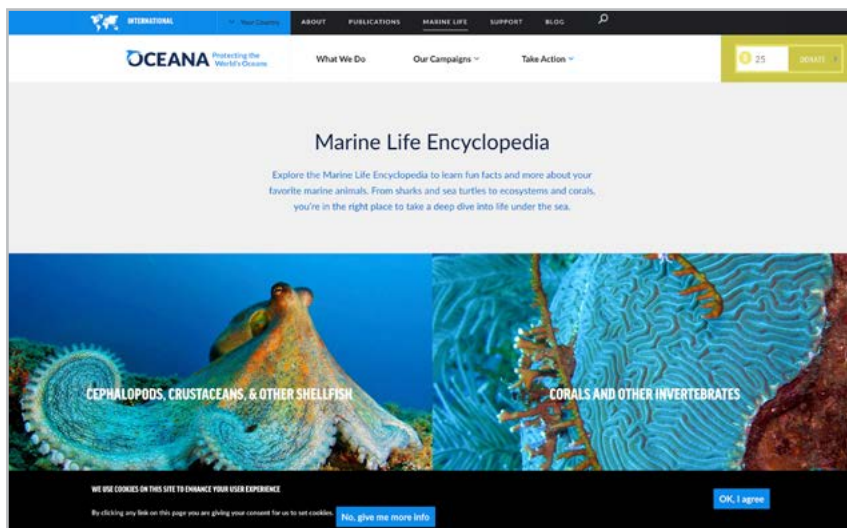 INTERNATIONAL
Your Country
ABOUT
PUBLICATIONS
MARINE LIFE
SUPPORT
BLOG
OCEANA
Protecting the
World's Oceans
What We Do
Our Campaigns
Take Action
25
DONATE
Marine Life Encyclopedia
Explore the Marine Life Encyclopedia to learn fun facts and more about your
favorite marine animals. From sharks and sea turtles to ecosystems and corals,
you're in the right place to take a deep dive into life under the sea.
CEPHALOPODS, CRUSTACEANS, & OTHER SHELLFISH
CORALS AND OTHER INVERTEBRATES
WE USE COOKIES ON THIS SITE TO ENHANCE YOUR USER EXPERIENCE
By clicking any link on this page you are giving your consent for us to set cookies.
No, give me more info
OK, I agree